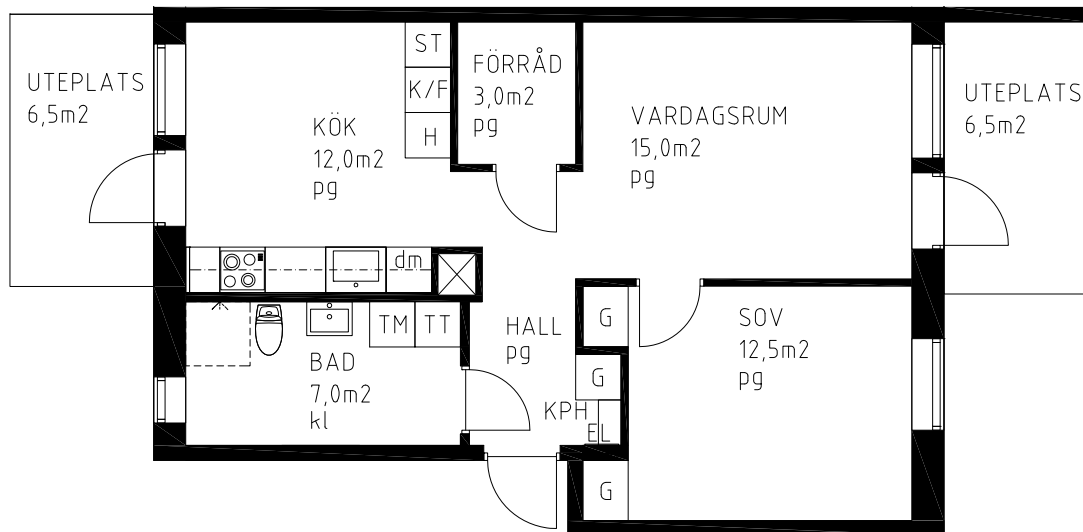 UTEPLATS
6,5m2
KÖK
12,0m2
pg
ST
K/F
H
FÖRRÅD
3,0m2
pg
VARDAGSRUM
15,0m2
pg
UTEPLATS
6,5m2
dm
BAD
7,0m2
kl
TM
TT
HALL
pg
G
G
KPH
EL
G
SOV
12,5m2
pg